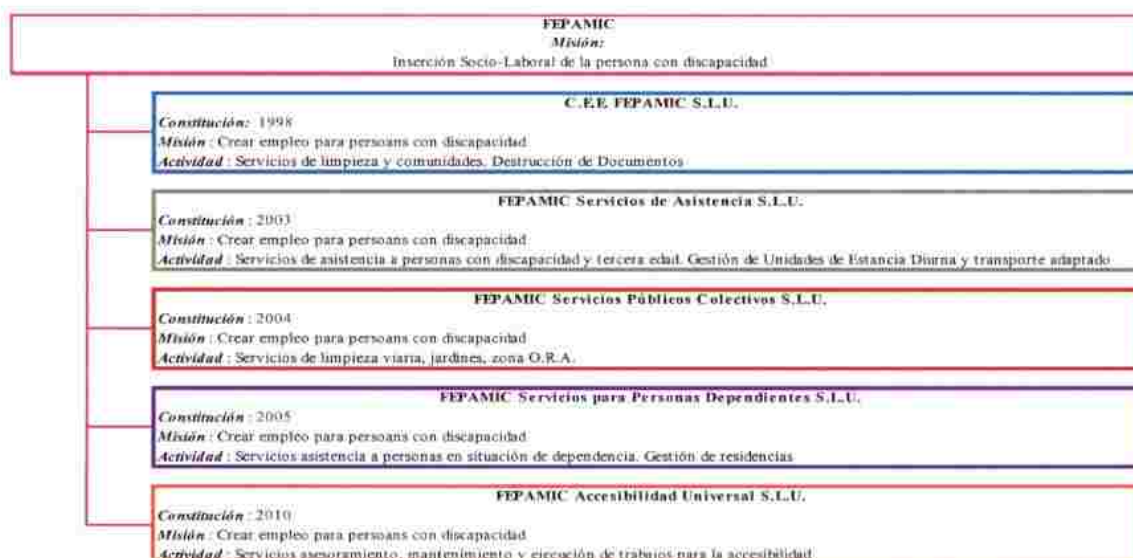 FEPAMIC
Misión:
Inserción Socio-Laboral de la persona con discapacidad
C.E.E. FEPAMIC S.L.U.
Constitución: 1998
Misión : Crear empleo para persoans con discapacidad
Actividad : Servicios de limpieza y comunidades. Destrucción de Documentos
FEPAMIC Servicios de Asistencia S.L.U.
Constitución : 2003
Misión : Crear empleo para persoans con discapacidad
Actividad : Servicios de asistencia a personas con discapacidad y tercera edad. Gestión de Unidades de Estancia Diurna y transporte adaptado
FEPAMIC Servicios Públicos Colectivos S.L.U.
Constitución : 2004
Misión : Crear empleo para persoans con discapacidad
Actividad : Servicios de limpieza viaria, jardines, zona O.R.A.
FEPAMIC Servicios para Personas Dependientes S.L.U.
Constitución : 2005
Misión : Crear empleo para persoans con discapacidad
Actividad : Servicios asistencia a personas en situación de dependencia. Gestión de residencias
FEPAMIC Accesibilidad Universal S.L.U.
Constitución : 2010
Misión : Crear empleo para persoans con discapacidad
Actividad : Servicios asesoramiento, mantenimiento y ejecución de trabajos para la accesibilidad